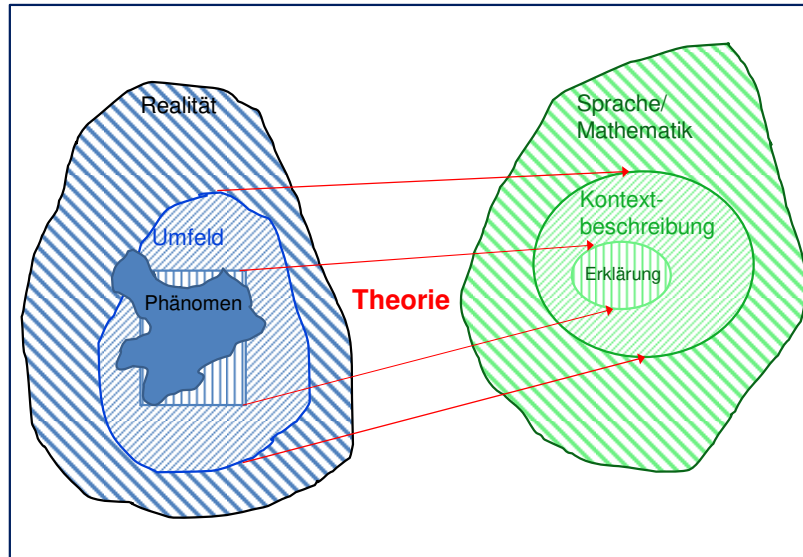 Realität
Umfeld
Phänomen
Theorie
Sprache/
Mathematik
Kontext-
beschreibung
Erklärung